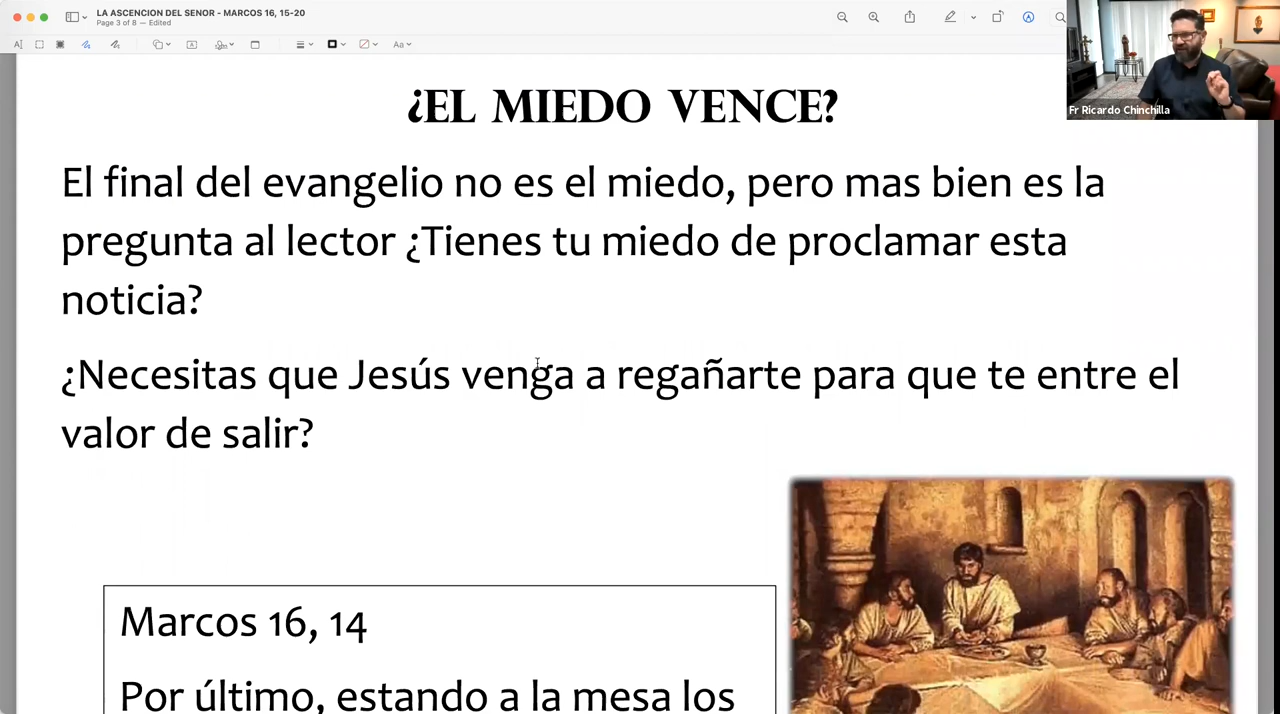 LA ASCENCION DEL SENOR - MARCOS 16, 15-20
Page 3 of 8 — Edited
Aa
Fr Ricardo Chinchilla
¿EL MIEDO VENCE?
El final del evangelio no es el miedo, pero mas bien es la
pregunta al lector ¿Tienes tu miedo de proclamar esta
noticia?
¿Necesitas que Jesús venga a regañarte para que te entre el
valor de salir?
Marcos 16, 14
Por último, estando a la mesa los